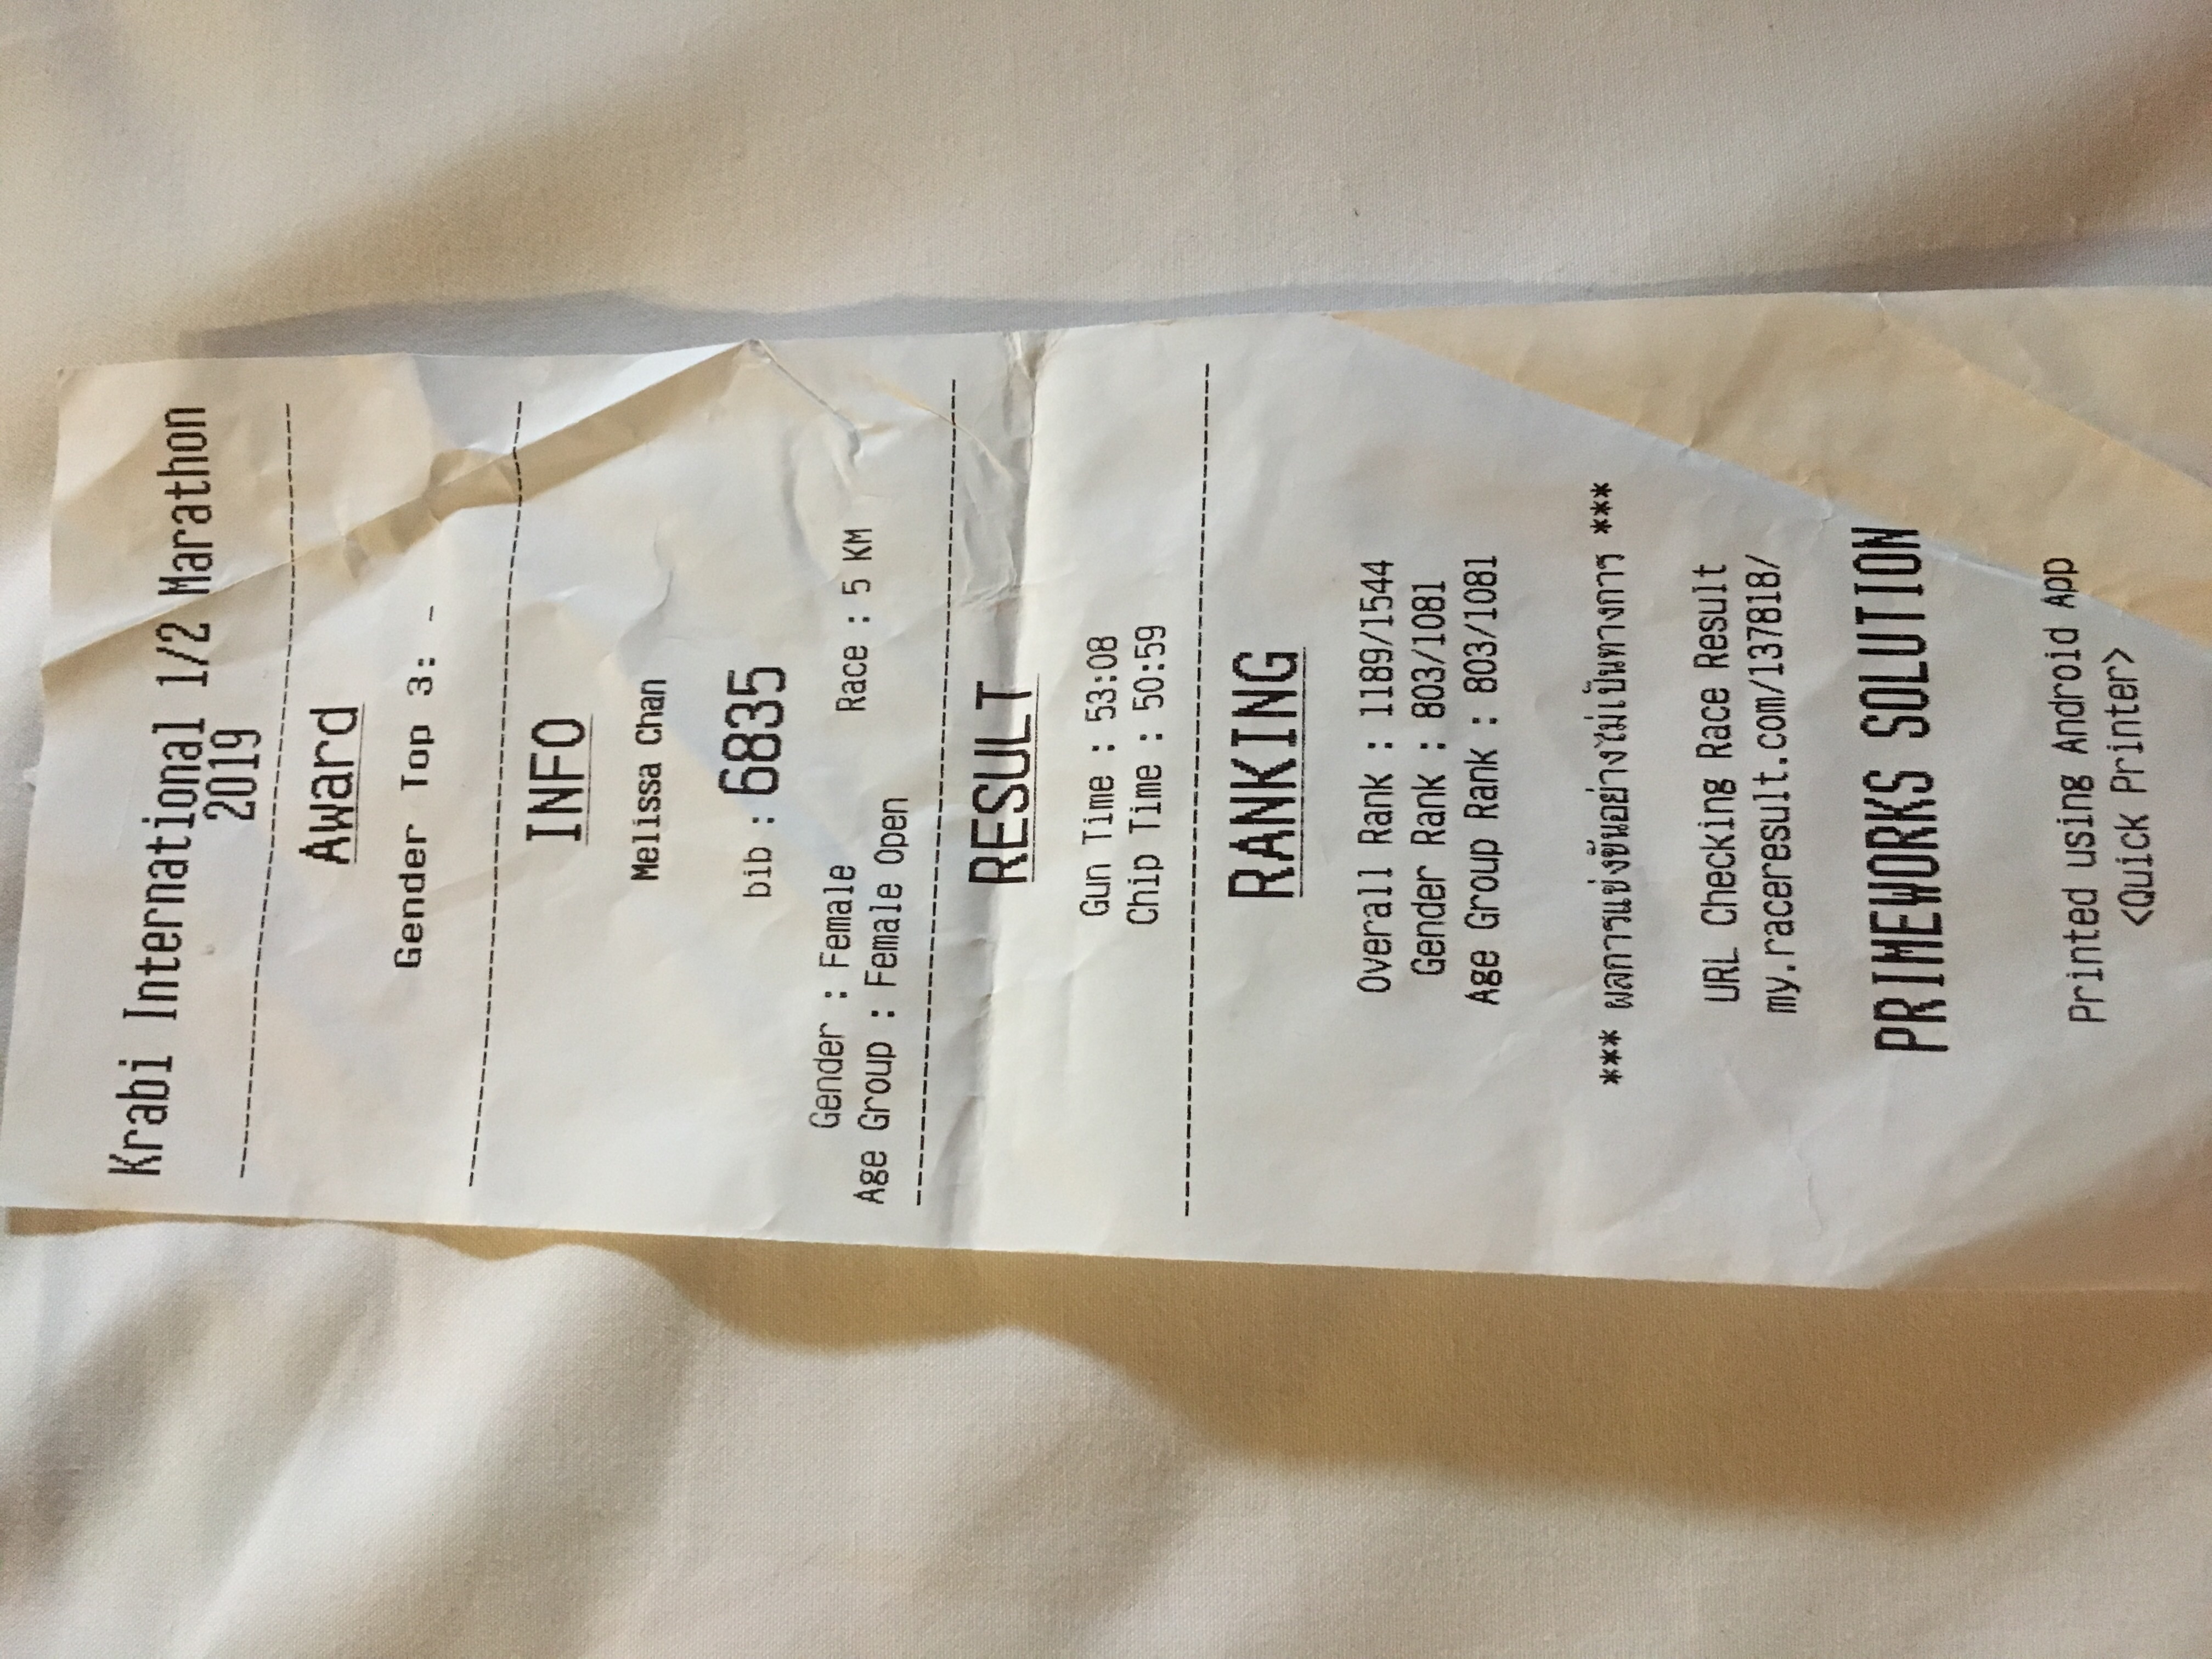 Krabi International 1/2 Marathon
2019
Award
Gender Top 3: -
INFO
Melissa Chan
bib : 6835
Gender : Female Race : 5 KM
Age Group : Female Open
RESULT
Gun Time : 53:08
Chip Time : 50:59
RANKING
Overall Rank : 1189/1544
Gender Rank : 803/1081
Age Group Rank : 803/1081
*** ผลการแข่งขันอย่างไม่เป็นทางการ ***
URL Checking Race Result
my.raceresult.com/137818/
PRIMEWORKS SOLUTION
Printed using Android App
<Quick Printer>